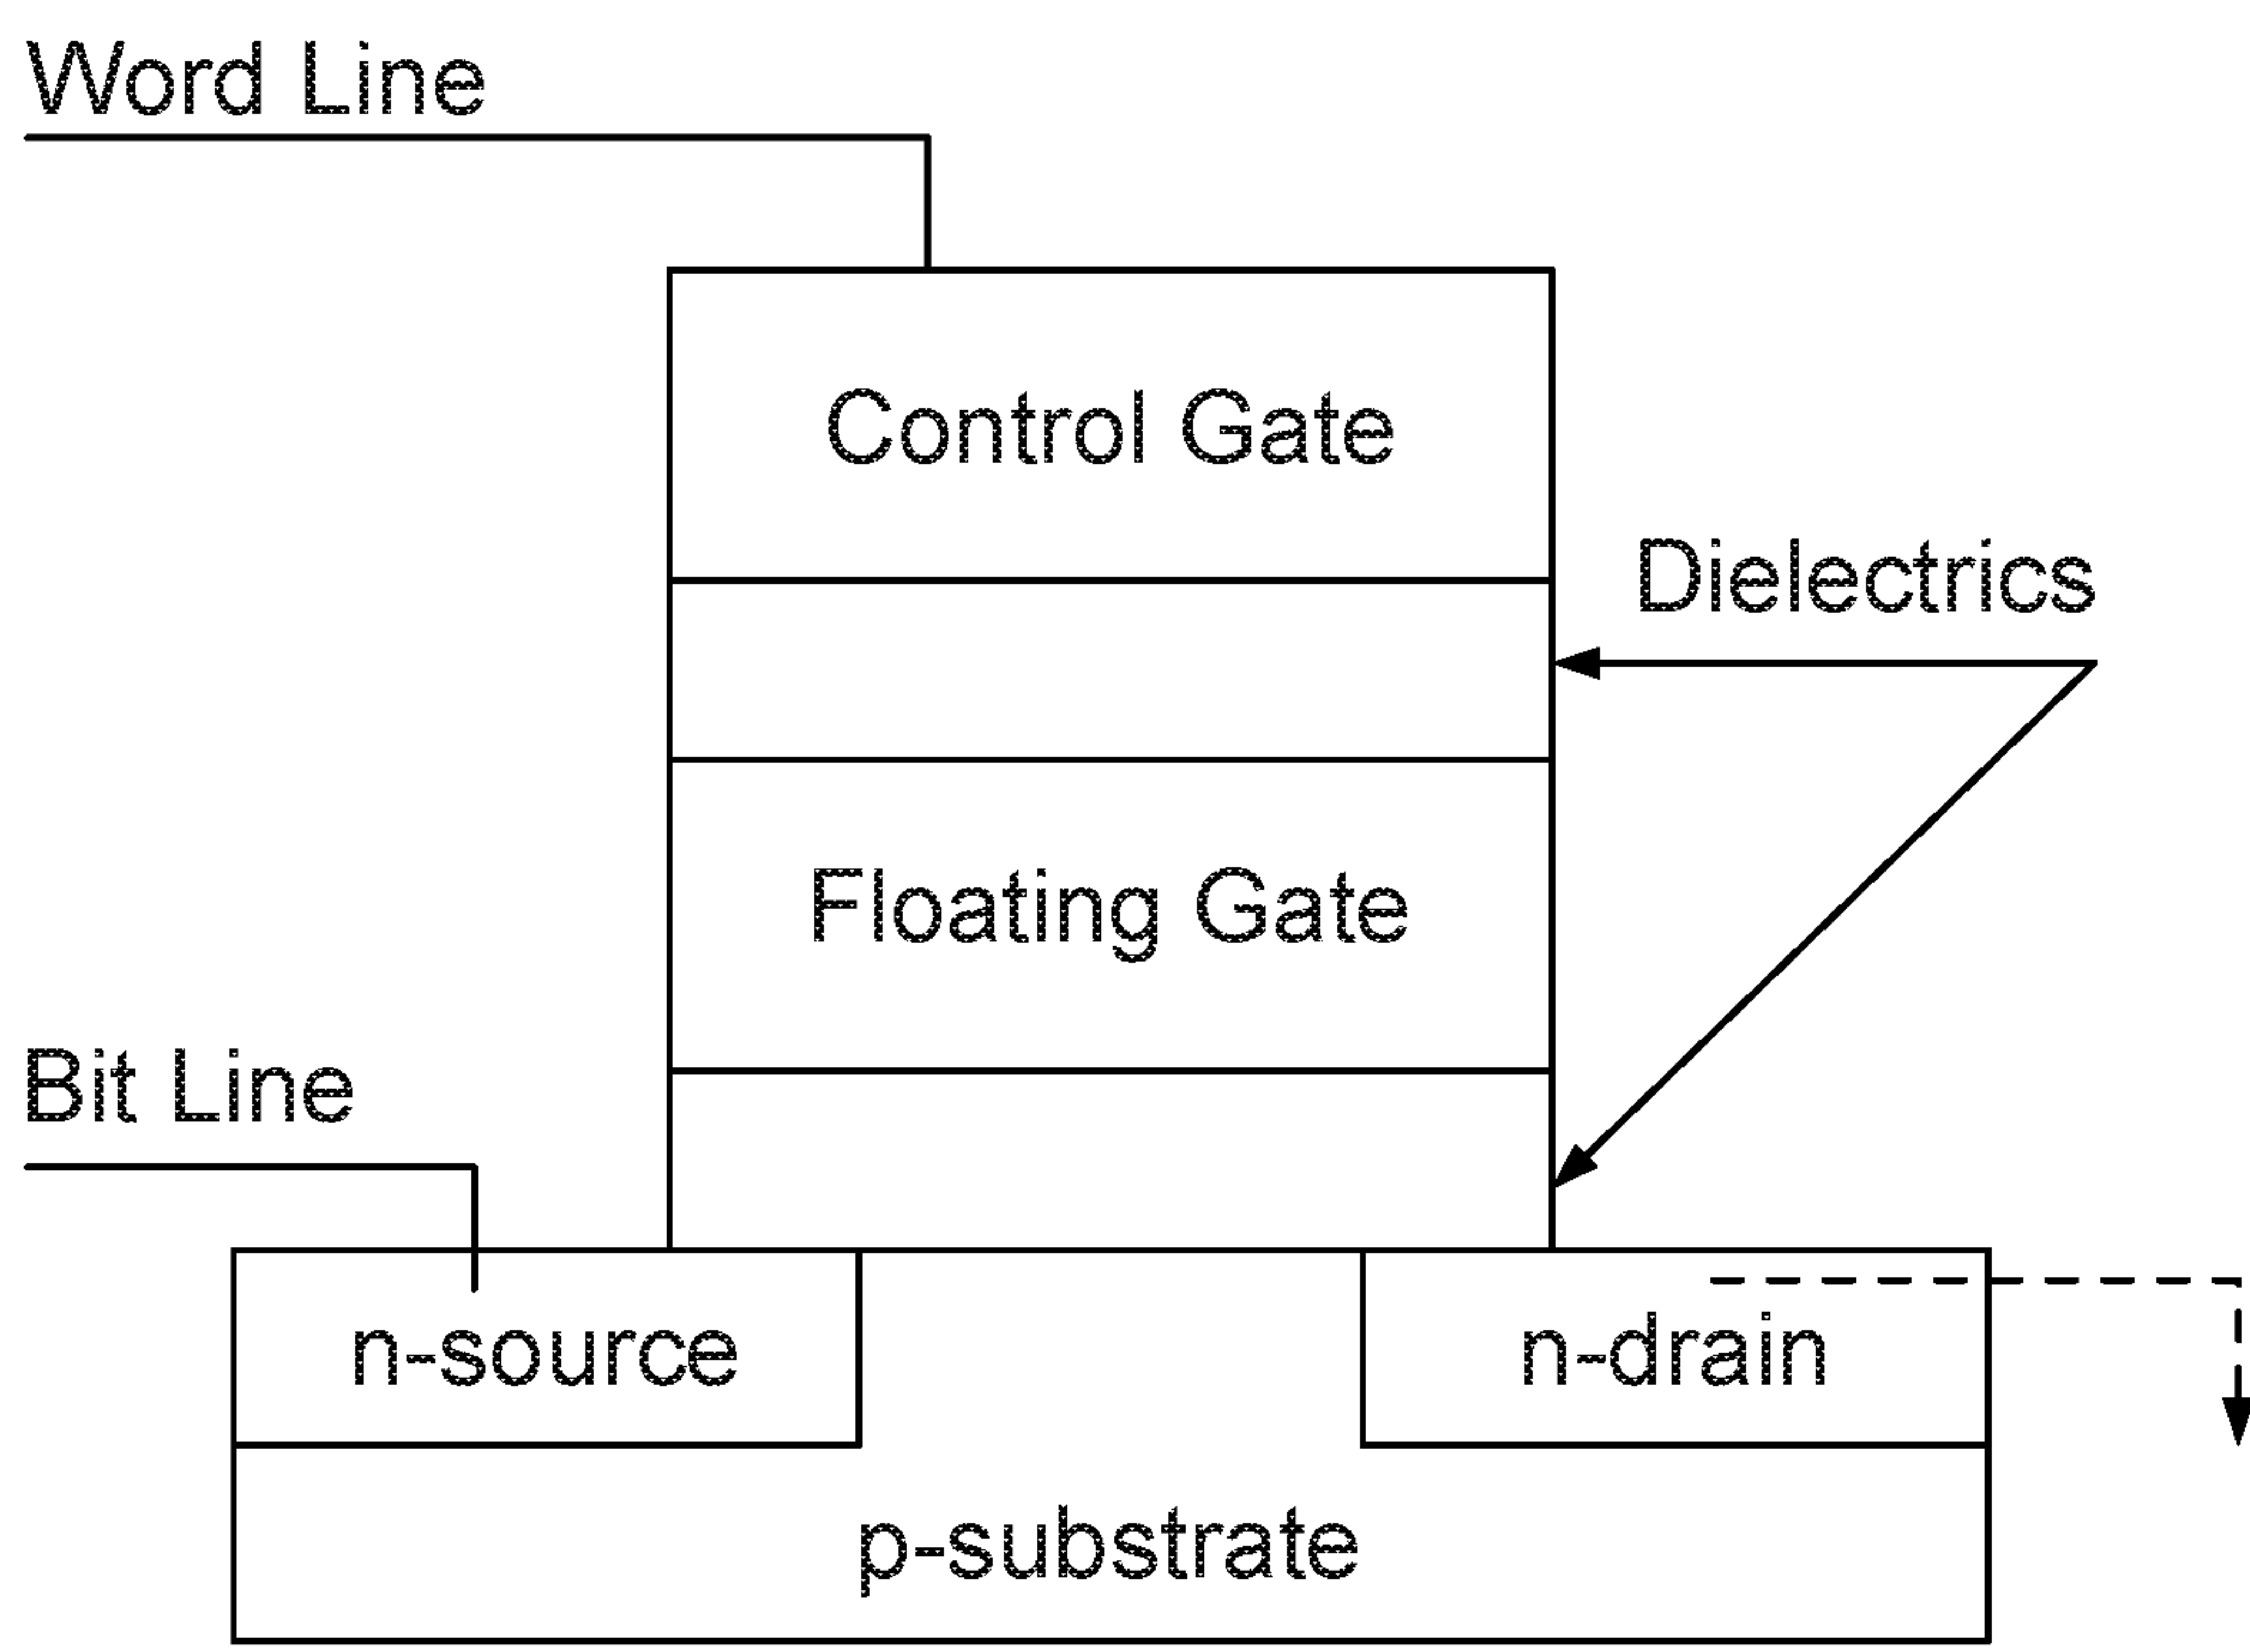 Word Line
Control Gate
Dielectrics
Floating Gate
Bit Line
n-source
n-drain
p-substrate